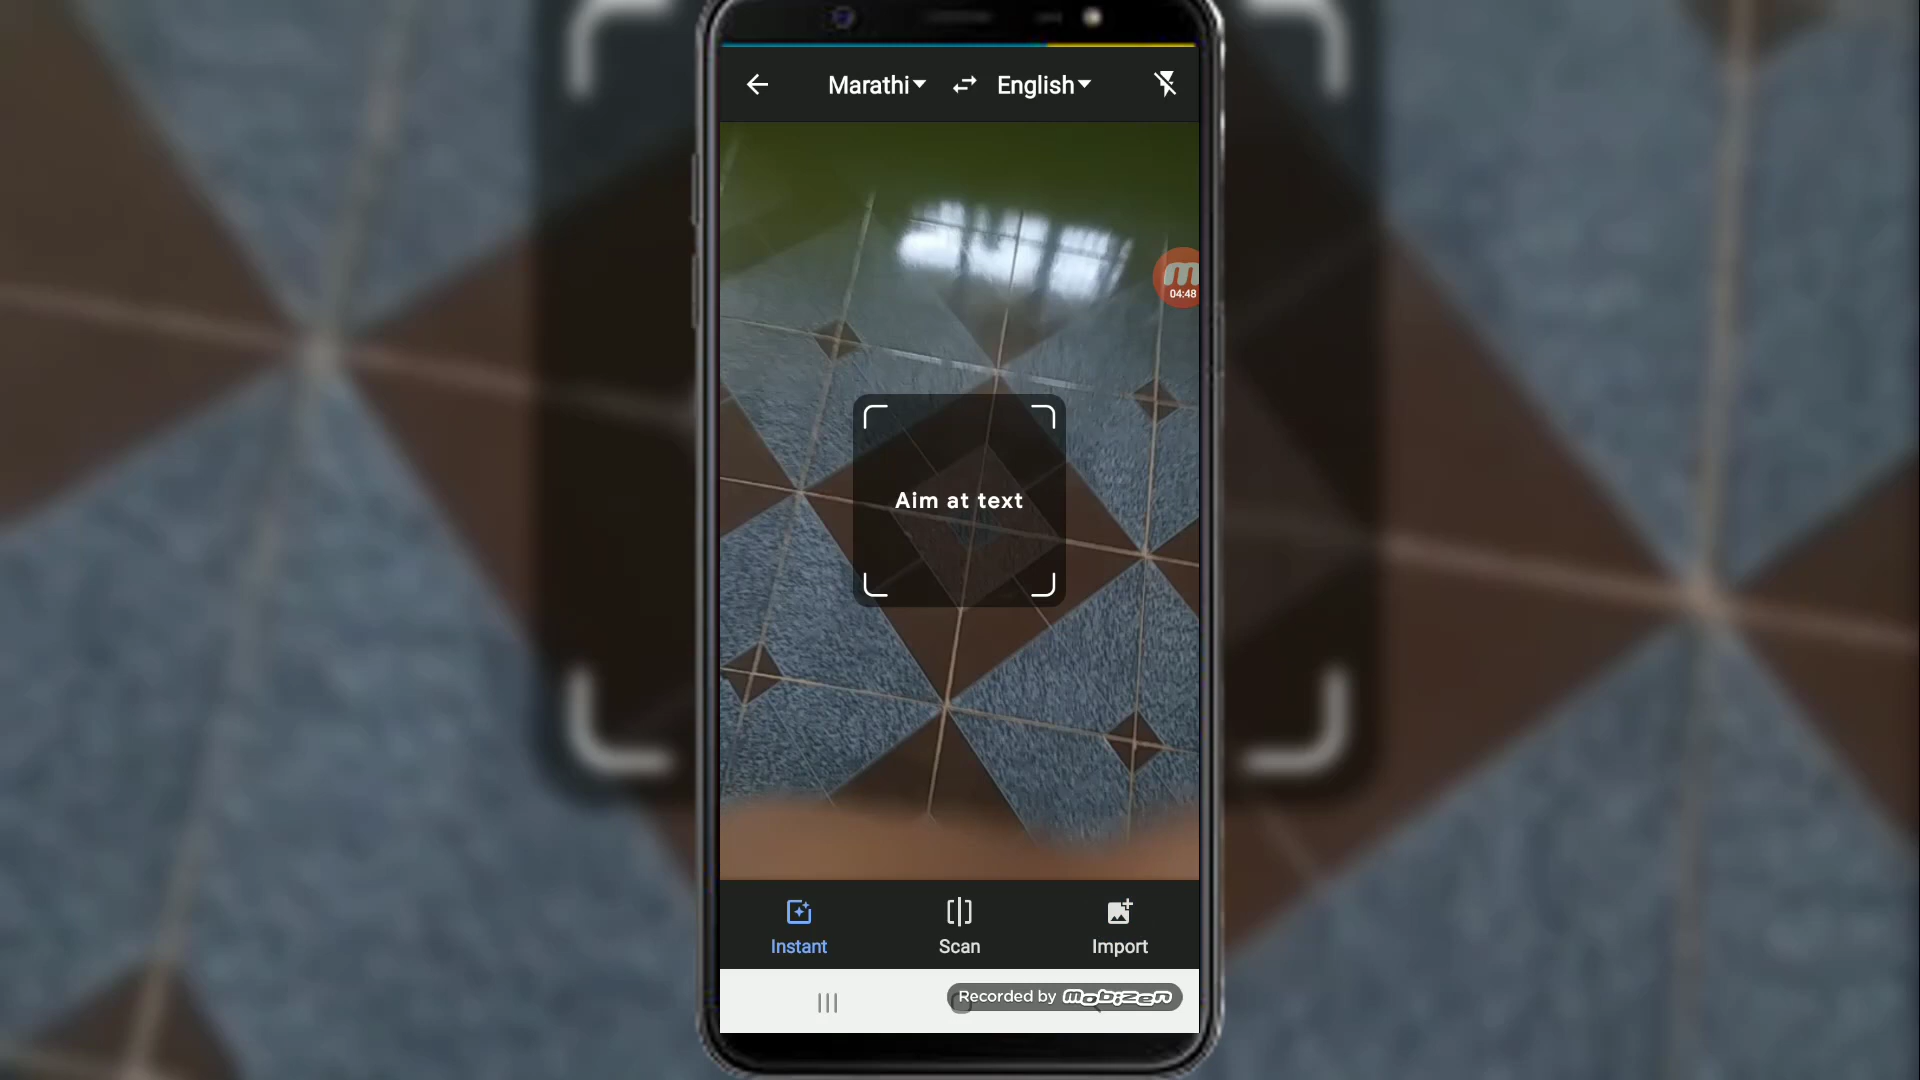 Marathi English
04:48
Aim at text
Instant Scan Import
Recorded by mobizen